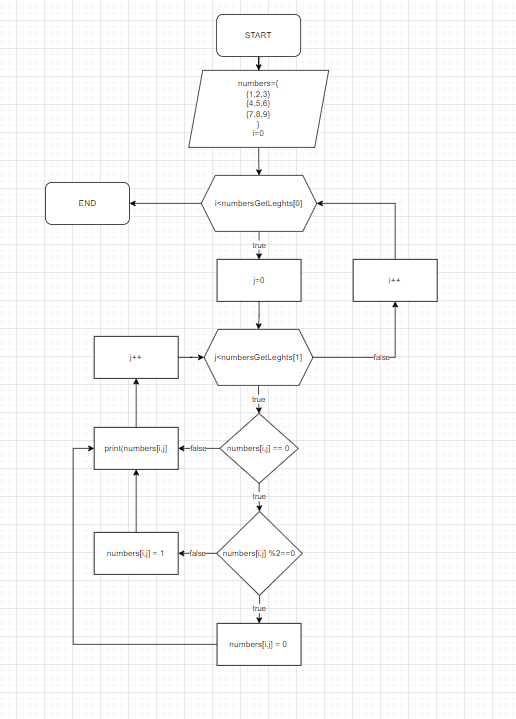 START
numbers={
{1,2,3}
{4,5,6}
{7,8,9}
}
i=0
i<numbersGetLeghts[0]
END
true
j=0
i++
j++
j<numbersGetLeghts[1]
false
true
print(numbers[i,j]
false
numbers[i,j] == 0
true
numbers[i,j] = 1
false
numbers[i,j] %2==0
true
numbers[i,j] = 0